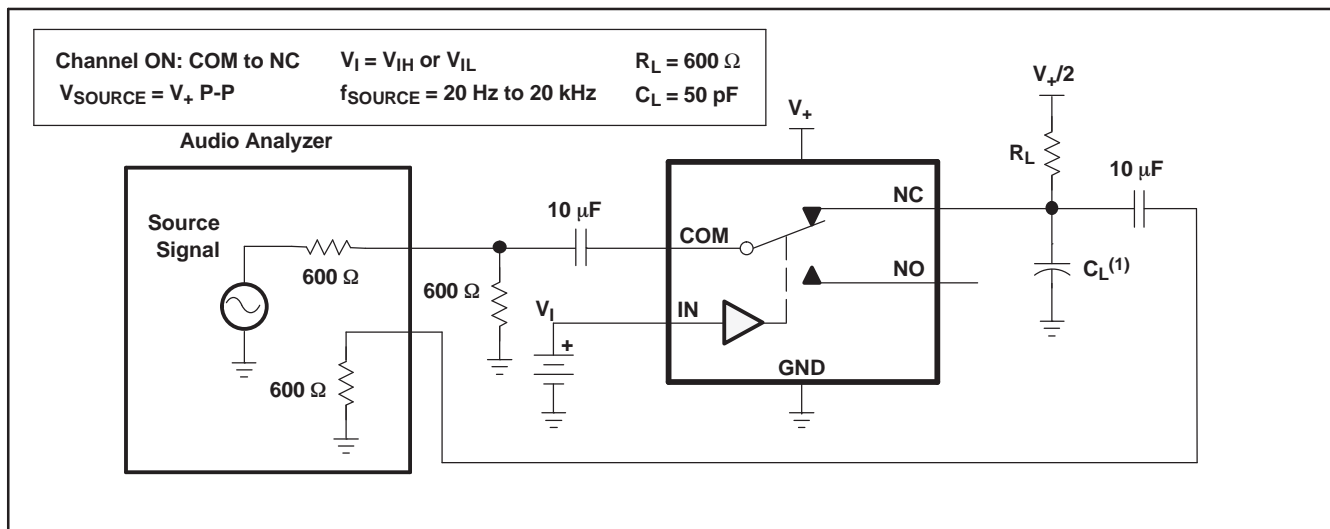 Channel ON: COM to NC V_I = V_IH or V_IL R_L = 600 Ω
V_SOURCE = V_+ P-P f_SOURCE = 20 Hz to 20 kHz C_L = 50 pF
Audio Analyzer
Source
Signal
600 Ω
600 Ω
600 Ω
10 μF
V_I
+
V_+
COM
IN
NC
NO
GND
V_+/2
R_L
10 μF
C_L(1)